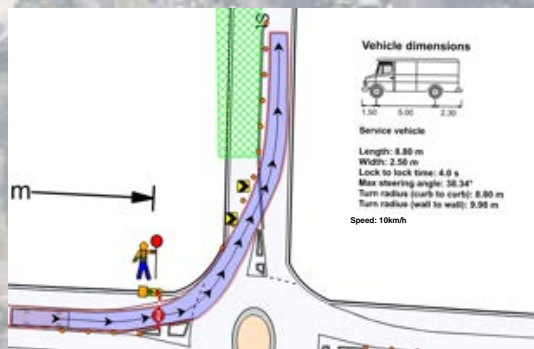 Vehicle dimensions
1.50 5.00 2.30
Service vehicle
Length: 8.80 m
Width: 2.50 m
Lock to lock time: 4.0 s
Max steering angle: 38.34°
Turn radius (curb to curb): 8.80 m
Turn radius (wall to wall): 9.90 m
Speed: 10km/h
m